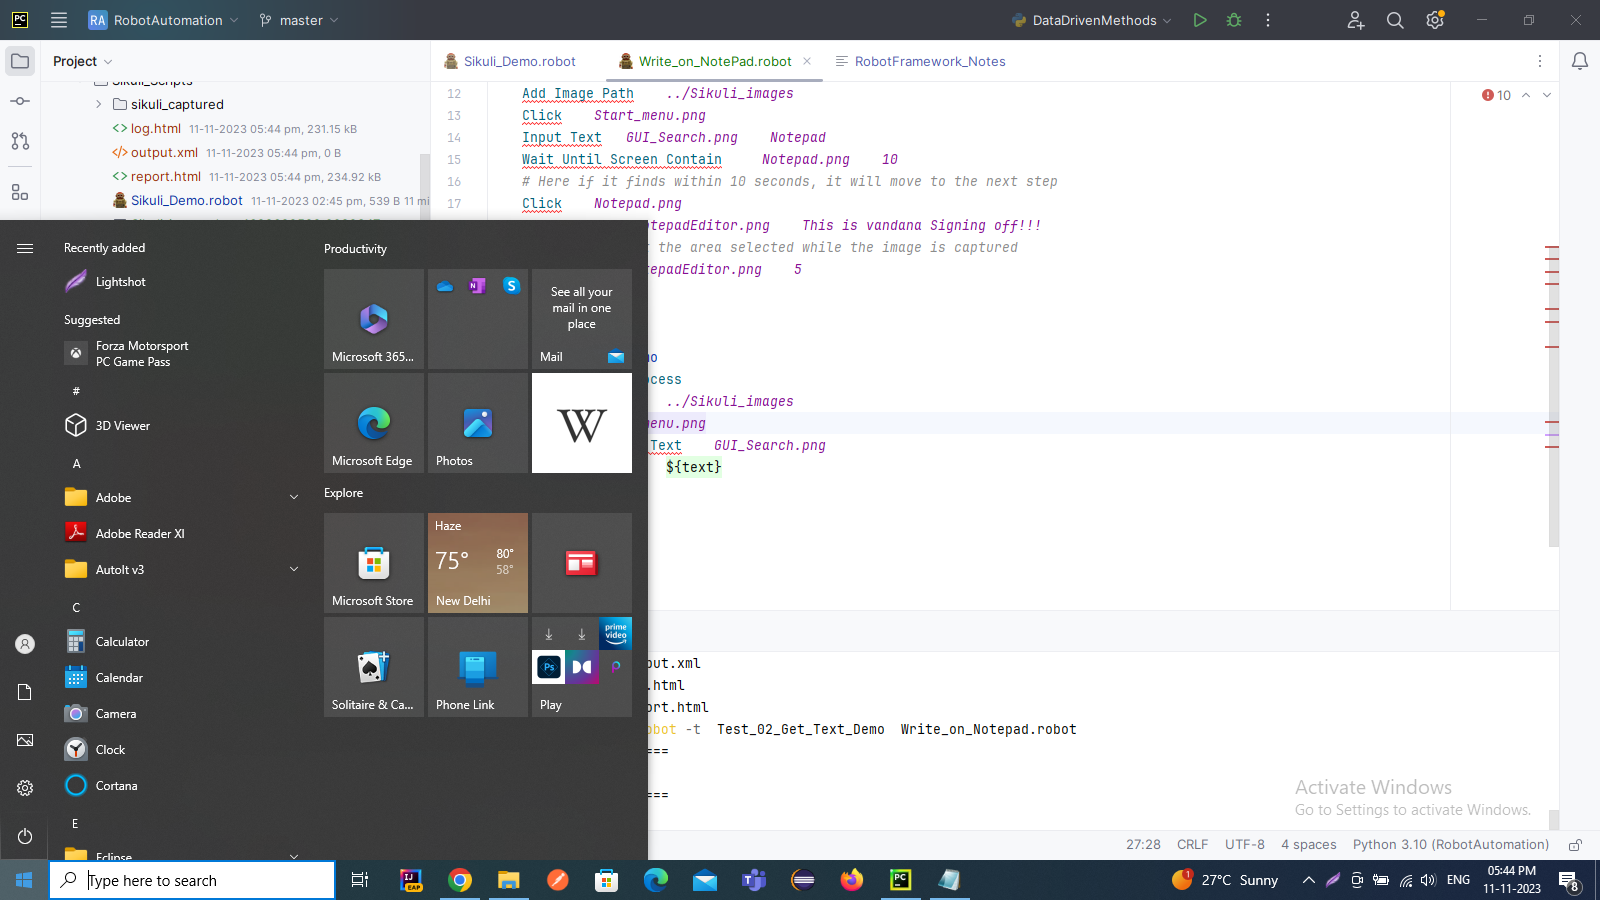 RA RobotAutomation master DataDrivenMethods
Project
Sikuli_Demo.robot Write_on_NotePad.robot RobotFramework_Notes
Sikuli_Scripts
sikuli_captured
log.html 11-11-2023 05:44 pm, 231.15 kB
output.xml 11-11-2023 05:44 pm, 0 B
report.html 11-11-2023 05:44 pm, 234.92 kB
Sikuli_Demo.robot 11-11-2023 02:45 pm, 539 B 11 mi
10
12 Add Image Path ../Sikuli_images
13 Click Start_menu.png
14 Input Text GUI_Search.png Notepad
15 Wait Until Screen Contain Notepad.png 10
16 # Here if it finds within 10 seconds, it will move to the next step
17 Click Notepad.png
otepadEditor.png This is vandana Signing off!!!
t the area selected while the image is captured
tepadEditor.png 5
mo
ocess
../Sikuli_images
menu.png
Text GUI_Search.png
${text}
put.xml
.html
ort.html
obot -t Test_02_Get_Text_Demo Write_on_Notepad.robot
===
===
Recently added
Lightshot
Suggested
Forza Motorsport
PC Game Pass
#
3D Viewer
A
Adobe
Adobe Reader XI
AutoIt v3
C
Calculator
Calendar
Camera
Clock
Cortana
E
Eclipse
Productivity
Microsoft 365...
See all your
mail in one
place
Mail
Microsoft Edge
Photos
W
Explore
Microsoft Store
Haze
75°
80°
58°
New Delhi
Solitaire & Ca...
Phone Link
prime
video
Ps
Play
Activate Windows
Go to Settings to activate Windows.
27:28 CRLF UTF-8 4 spaces Python 3.10 (RobotAutomation)
Type here to search
27°C Sunny
ENG
05:44 PM
11-11-2023
8